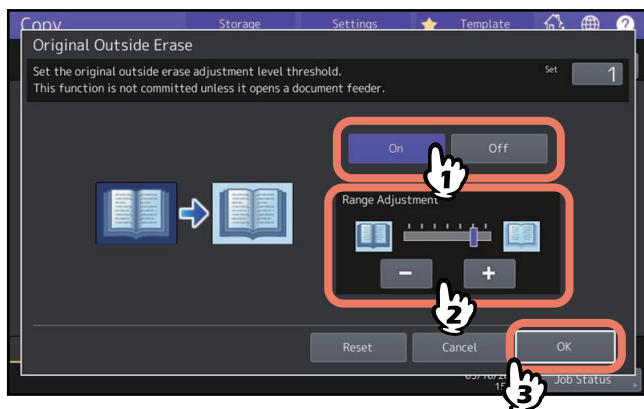 Copy
Storage
Settings
Template
?
Original Outside Erase
Set the original outside erase adjustment level threshold.
This function is not committed unless it opens a document feeder.
Set
1
On
Off
1
Range Adjustment
−
+
2
Reset
Cancel
OK
Job Status
3